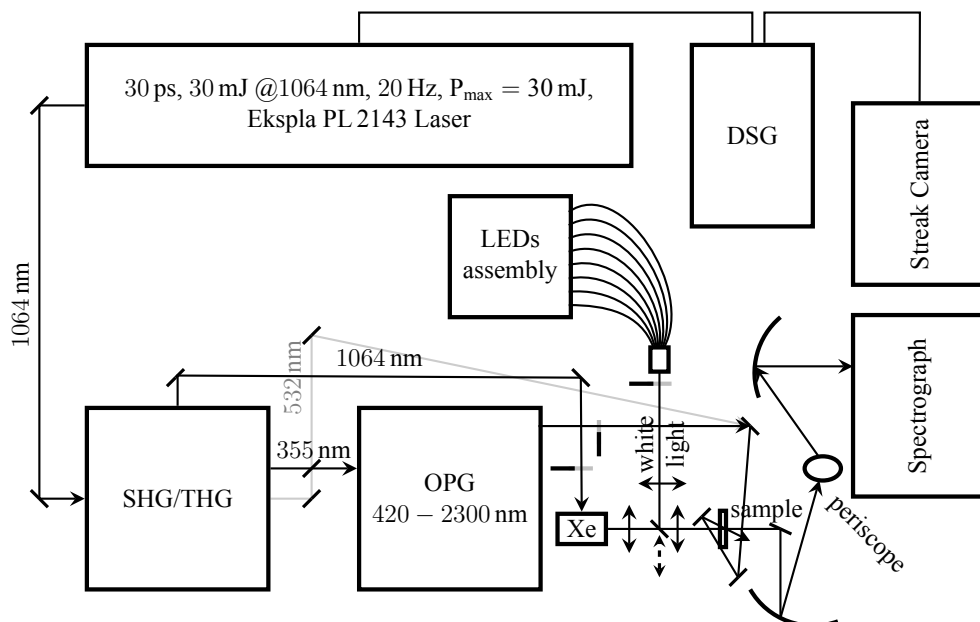 30 ps, 30 mJ @1064 nm, 20 Hz, P_max = 30 mJ,
Ekspla PL 2143 Laser
DSG
Streak Camera
LEDs
assembly
1064 nm
1064 nm
532 nm
355 nm
SHG/THG
OPG
420 − 2300 nm
white
light
Xe
sample
periscope
Spectrograph